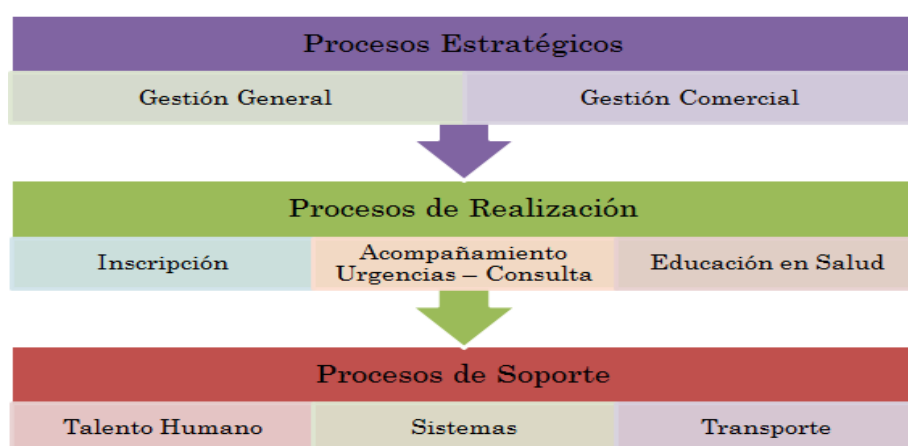 Procesos Estratégicos
Gestión General
Gestión Comercial
Procesos de Realización
Inscripción
Acompañamiento
Urgencias – Consulta
Educación en Salud
Procesos de Soporte
Talento Humano
Sistemas
Transporte